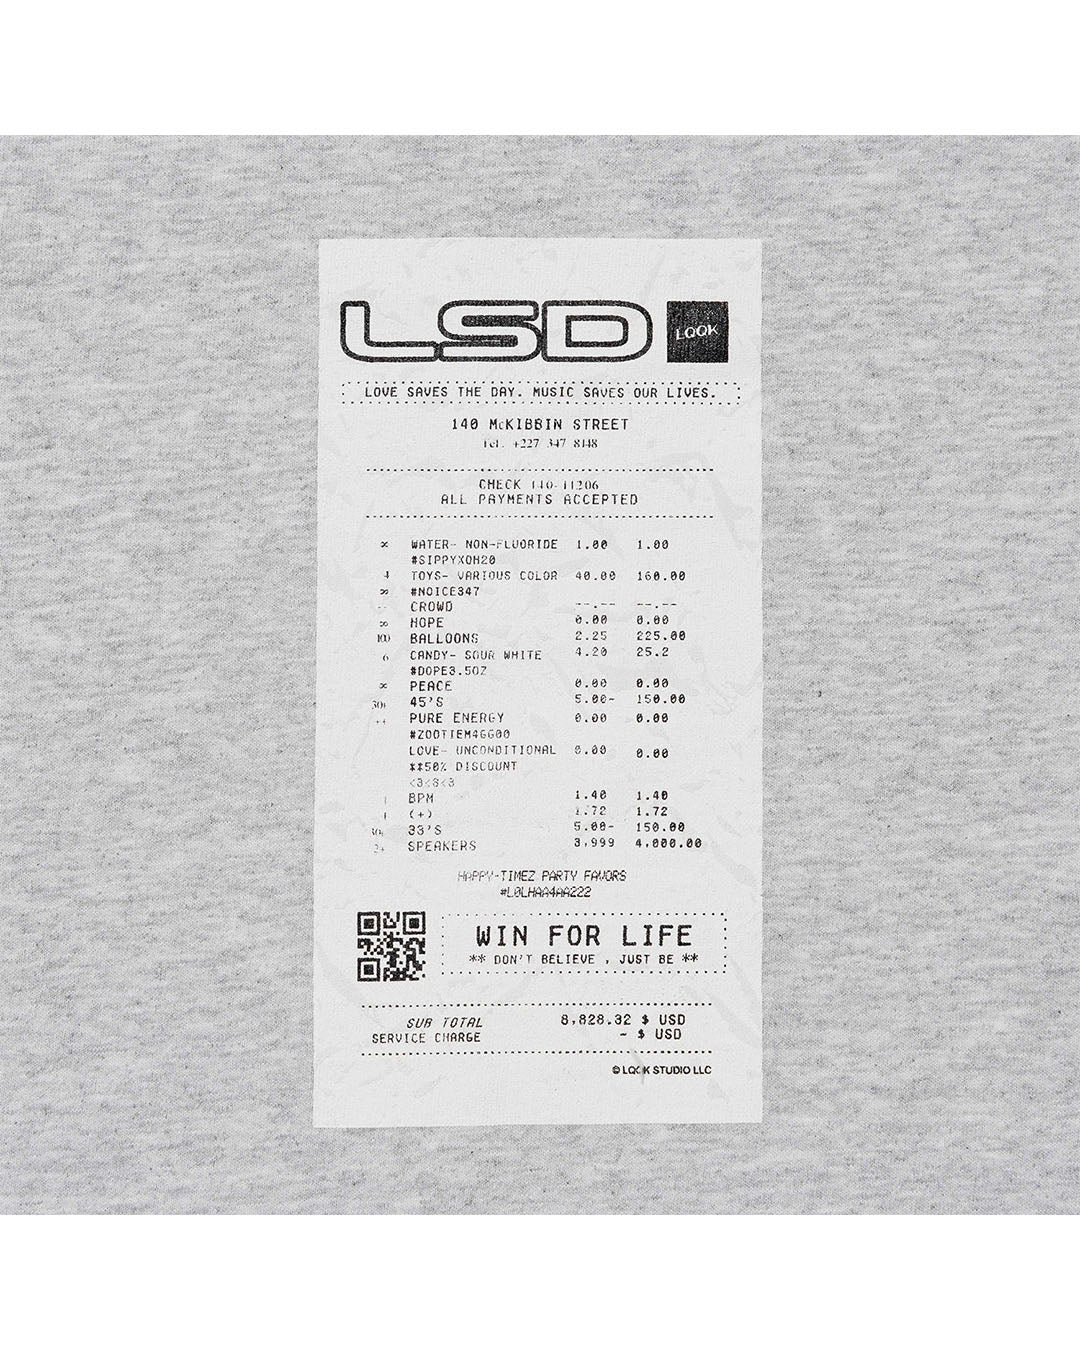 LSD LQQK
LOVE SAVES THE DAY. MUSIC SAVES OUR LIVES.
140 McKIBBIN STREET
Tel. +227 347 8148
CHECK 140-11206
ALL PAYMENTS ACCEPTED
∞ WATER- NON-FLUORIDE 1.00 1.00
#SIPPYXOH20
4 TOYS- VARIOUS COLOR 40.00 160.00
∞ #NOICE347
-- CROWD --.-- --.--
∞ HOPE 0.00 0.00
100 BALLOONS 2.25 225.00
6 CANDY- SOUR WHITE 4.20 25.2
#DOPE3.5OZ
∞ PEACE 0.00 0.00
45'S 5.00- 150.00
++ PURE ENERGY 0.00 0.00
#ZOOTIEM46600
LOVE- UNCONDITIONAL 0.00 0.00
**50% DISCOUNT
<3<3<3
1 BPM 1.40 1.40
1 (+) 1.72 1.72
33'S 5.00- 150.00
SPEAKERS 3,999 4,000.00
HAPPY-TIMEZ PARTY FAVORS
#LOLHAA4AA222
WIN FOR LIFE
** DON'T BELIEVE , JUST BE **
SUB TOTAL 8,828.32 $ USD
SERVICE CHARGE - $ USD
© LQQK STUDIO LLC